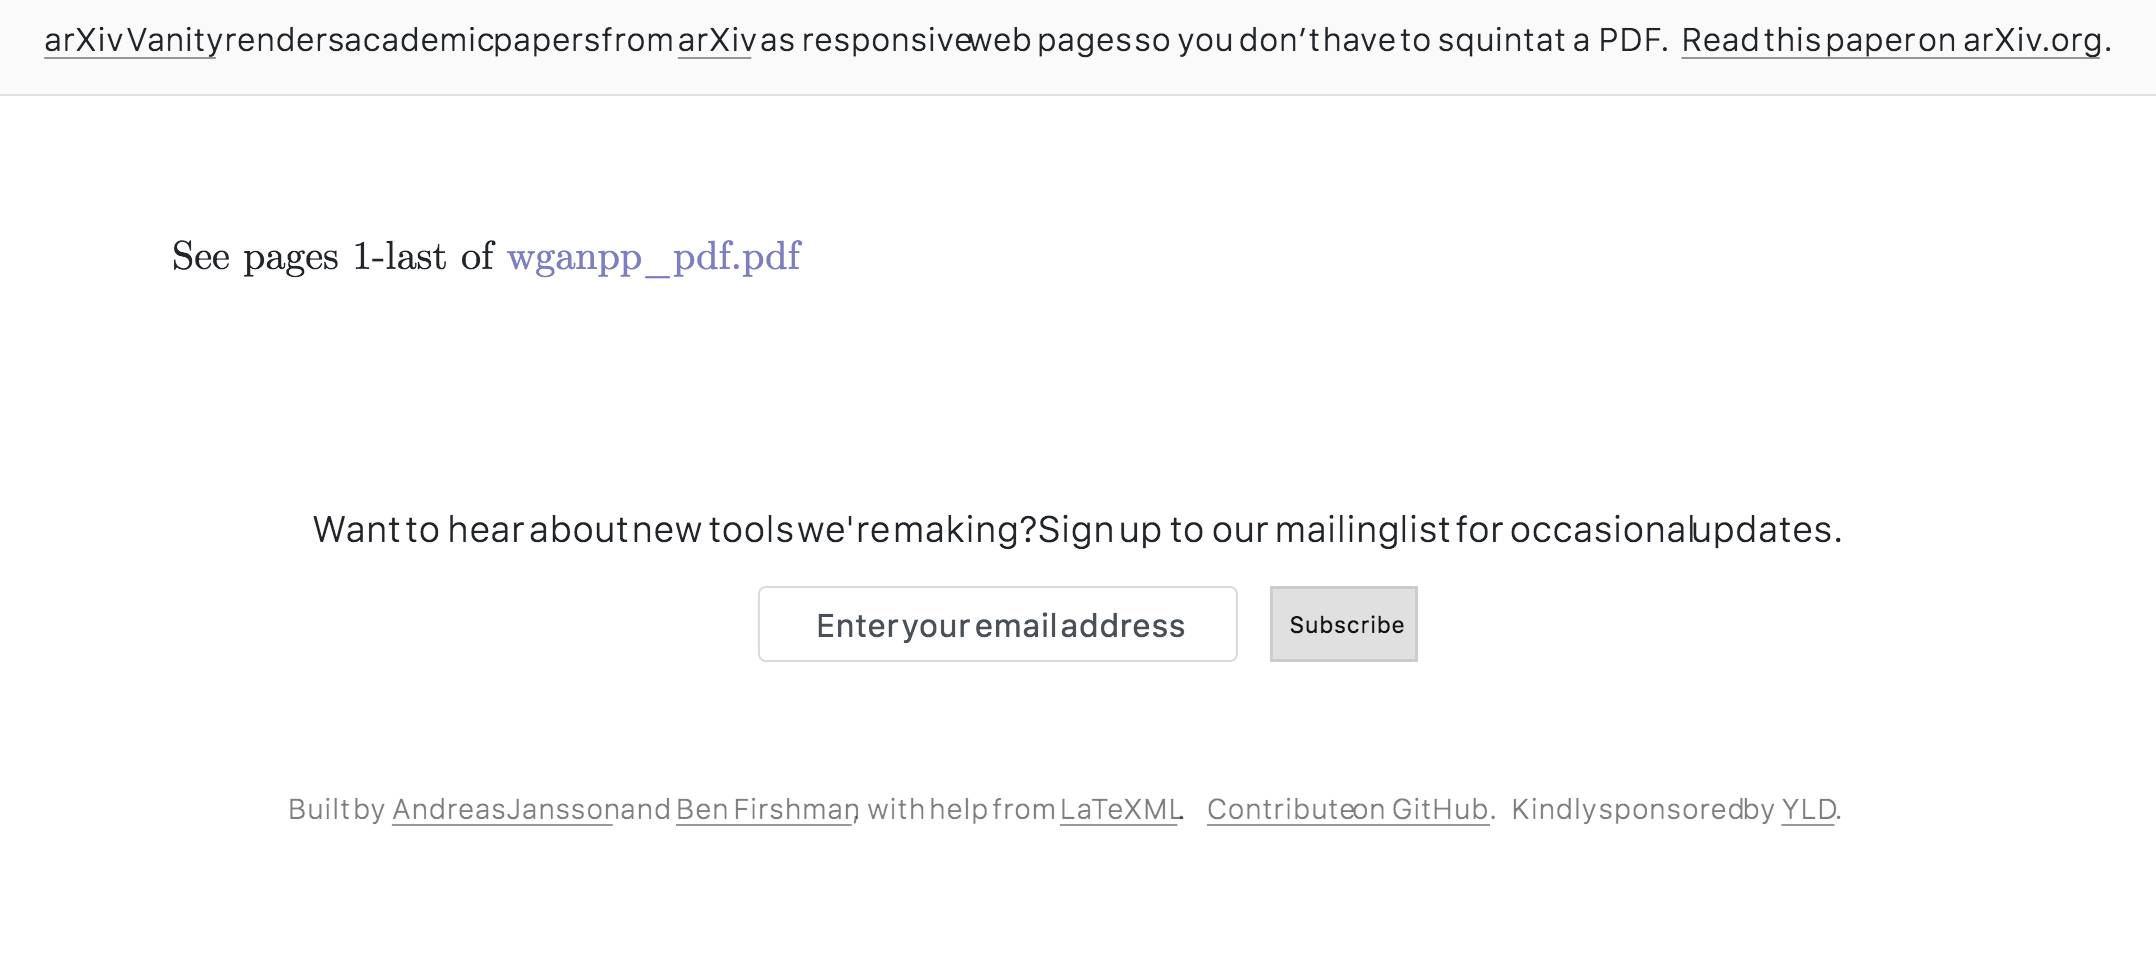 arXiv Vanity renders academic papers from arXiv as responsive web pages so you don’t have to squint at a PDF. Read this paper on arXiv.org.
See pages 1-last of wganpp_pdf.pdf
Want to hear about new tools we're making? Sign up to our mailing list for occasional updates.
Enter your email address Subscribe
Built by Andreas Jansson and Ben Firshman, with help from LaTeXML. Contribute on GitHub. Kindly sponsored by YLD.